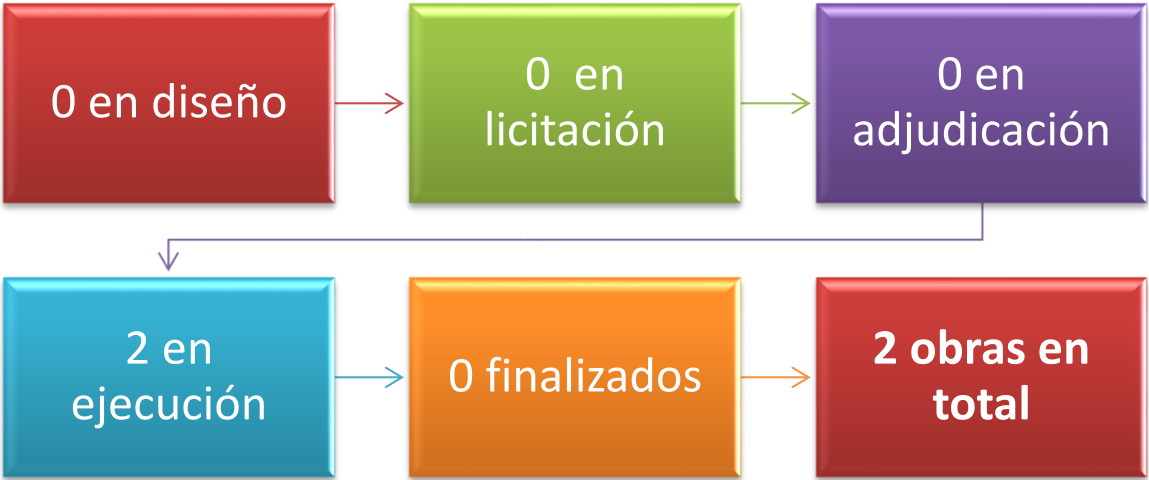 0 en diseño
0 en
licitación
0 en
adjudicación
2 en
ejecución
0 finalizados
2 obras en
total